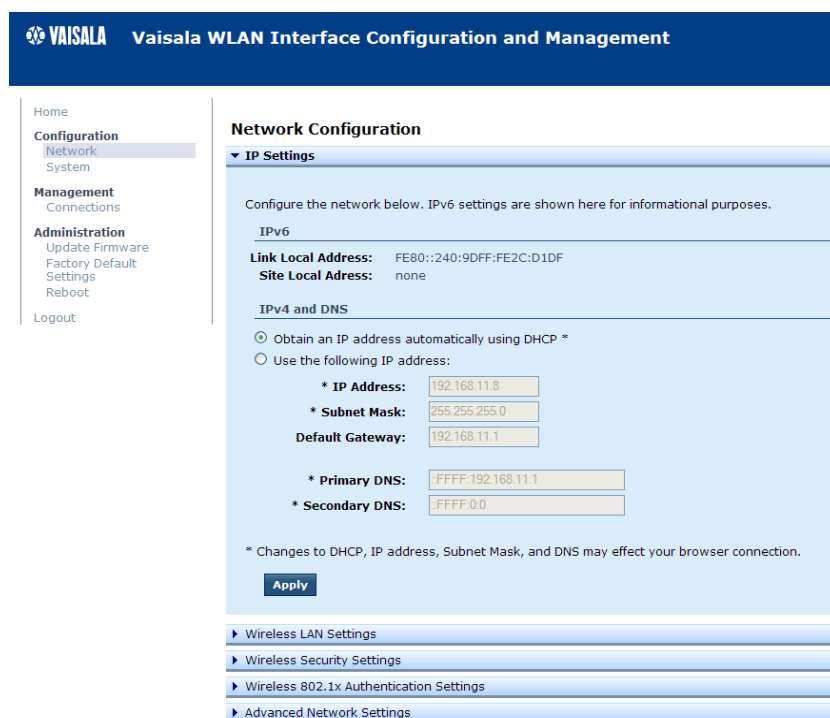 VAISALA Vaisala WLAN Interface Configuration and Management
Home
Configuration
Network
System
Management
Connections
Administration
Update Firmware
Factory Default
Settings
Reboot
Logout
Network Configuration
IP Settings
Configure the network below. IPv6 settings are shown here for informational purposes.
IPv6
Link Local Address: FE80::240:9DFF:FE2C:D1DF
Site Local Adress: none
IPv4 and DNS
Obtain an IP address automatically using DHCP *
Use the following IP address:
* IP Address: 192.168.11.8
* Subnet Mask: 255.255.255.0
Default Gateway: 192.168.11.1
* Primary DNS: ::FFFF:192.168.11.1
* Secondary DNS: ::FFFF:0:0
* Changes to DHCP, IP address, Subnet Mask, and DNS may effect your browser connection.
Apply
Wireless LAN Settings
Wireless Security Settings
Wireless 802.1x Authentication Settings
Advanced Network Settings